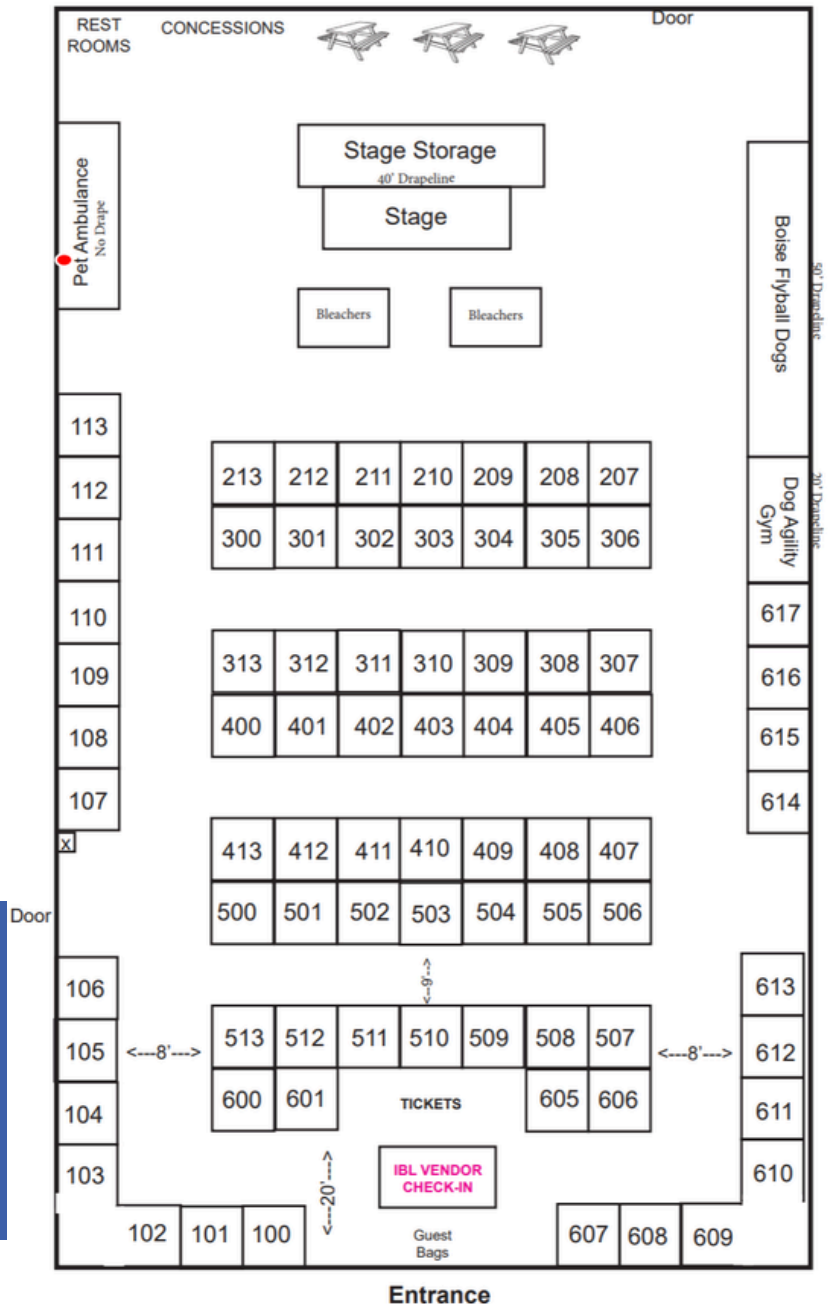 REST
ROOMS
CONCESSIONS
Door
Pet Ambulance
No Drape
Stage Storage
40' Drapeline
Stage
Bleachers
Bleachers
Boise Flyball Dogs
50' Drapeline
Dog Agility
Gym
20' Drapeline
113
112
111
110
109
108
107
x
213 212 211 210 209 208 207
300 301 302 303 304 305 306
313 312 311 310 309 308 307
400 401 402 403 404 405 406
413 412 411 410 409 408 407
500 501 502 503 504 505 506
617
616
615
614
Door
<--9'-->
106
105
104
103
<---8'--->
513 512 511 510 509 508 507
600 601
TICKETS
605 606
<---8'--->
613
612
611
610
<---20'---->
IBL VENDOR
CHECK-IN
102 101 100
Guest
Bags
607 608 609
Entrance